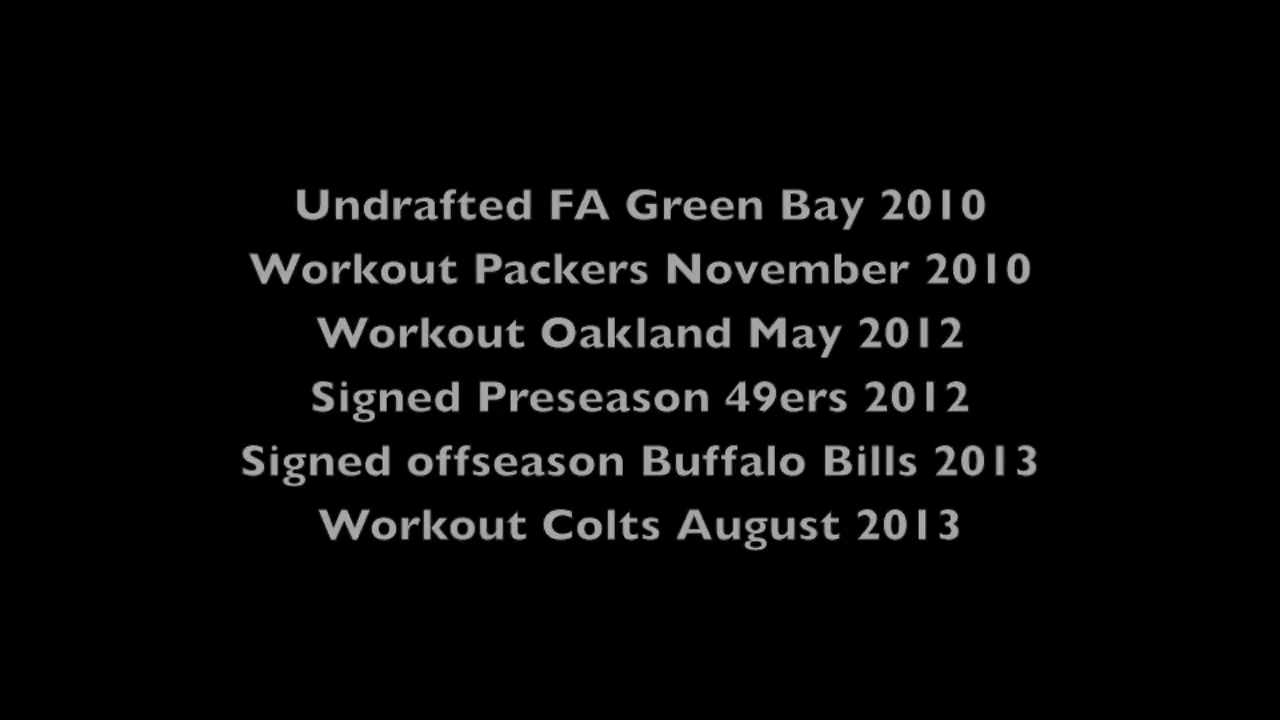 Undrafted FA Green Bay 2010
Workout Packers November 2010
Workout Oakland May 2012
Signed Preseason 49ers 2012
Signed offseason Buffalo Bills 2013
Workout Colts August 2013